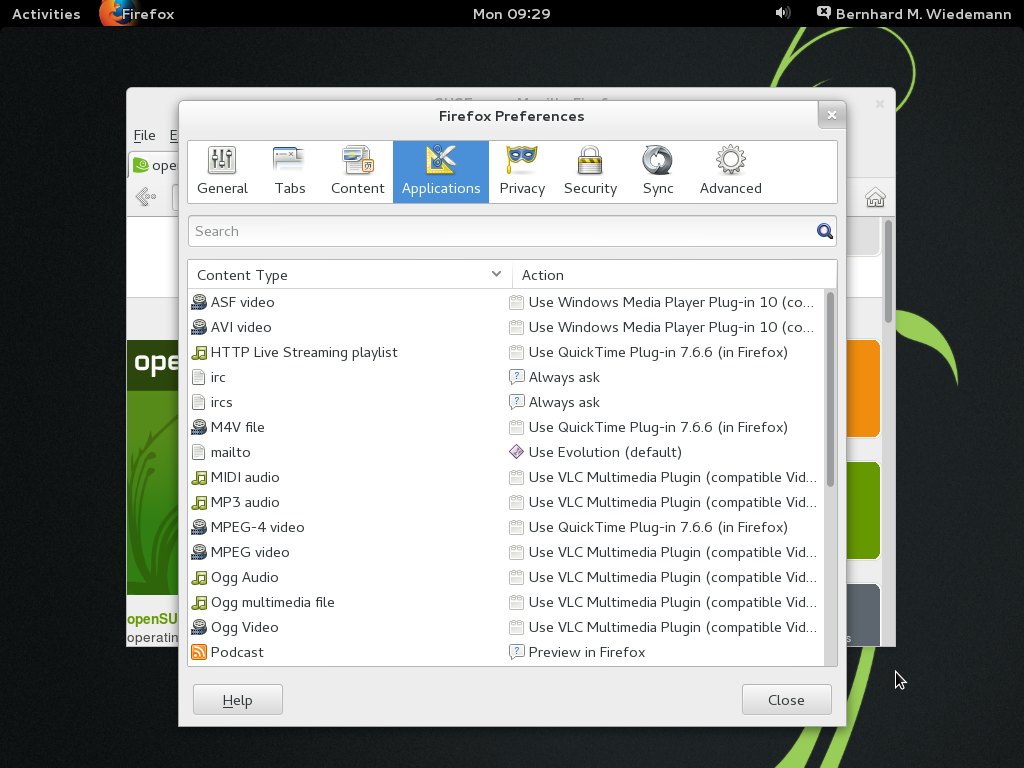 Activities Firefox Mon 09:29 Bernhard M. Wiedemann
Firefox Preferences
File
General Tabs Content Applications Privacy Security Sync Advanced
Search
Content Type Action
ASF video Use Windows Media Player Plug-in 10 (co...
AVI video Use Windows Media Player Plug-in 10 (co...
HTTP Live Streaming playlist Use QuickTime Plug-in 7.6.6 (in Firefox)
irc Always ask
ircs Always ask
M4V file Use QuickTime Plug-in 7.6.6 (in Firefox)
mailto Use Evolution (default)
MIDI audio Use VLC Multimedia Plugin (compatible Vid...
MP3 audio Use VLC Multimedia Plugin (compatible Vid...
MPEG-4 video Use QuickTime Plug-in 7.6.6 (in Firefox)
MPEG video Use VLC Multimedia Plugin (compatible Vid...
Ogg Audio Use VLC Multimedia Plugin (compatible Vid...
Ogg multimedia file Use VLC Multimedia Plugin (compatible Vid...
Ogg Video Use VLC Multimedia Plugin (compatible Vid...
Podcast Preview in Firefox
ope
openSU
operatin
Help Close